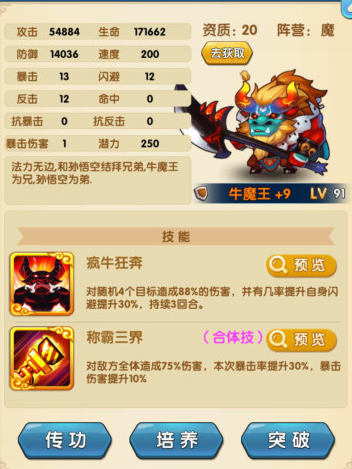 攻击 54884 生命 171662 资质: 20 阵营: 魔
防御 14036 速度 200 去获取
暴击 13 闪避 12
反击 12 命中 0
抗暴击 0 抗反击 0
暴击伤害 1 潜力 250
法力无边,和孙悟空结拜兄弟,牛魔王
为兄,孙悟空为弟.
牛魔王 +9 LV 91
技能
疯牛狂奔 预览
对随机4个目标造成88%的伤害，并有几率提升自身闪
避提升30%，持续3回合。
称霸三界 （合体技） 预览
对敌方全体造成75%伤害，本次暴击率提升30%，暴击
伤害提升10%
传功 培养 突破